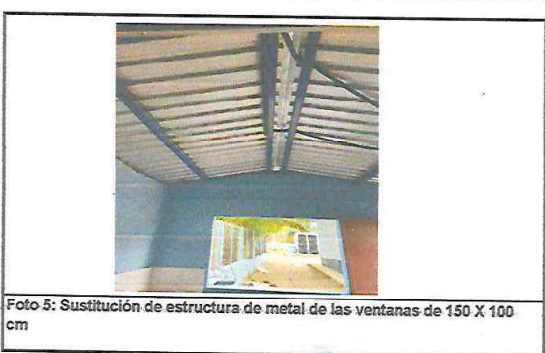 Foto 5: Sustitución de estructura de metal de las ventanas de 150 X 100
cm